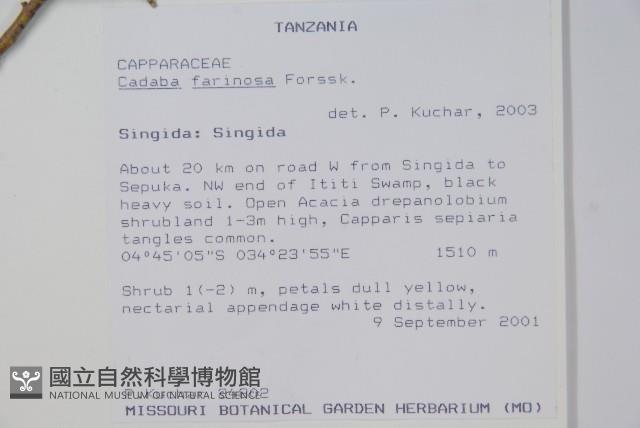 TANZANIA
CAPPARACEAE
Cadaba farinosa Forssk.
det. P. Kuchar, 2003
Singida: Singida
About 20 km on road W from Singida to
Sepuka. NW end of Ititi Swamp, black
heavy soil. Open Acacia drepanolobium
shrubland 1-3m high, Capparis sepiaria
tangles common.
04°45'05"S 034°23'55"E 1510 m
Shrub 1(-2) m, petals dull yellow,
nectarial appendage white distally.
9 September 2001
國立自然科學博物館
NATIONAL MUSEUM OF NATURAL SCIENCE
MISSOURI BOTANICAL GARDEN HERBARIUM (MO)